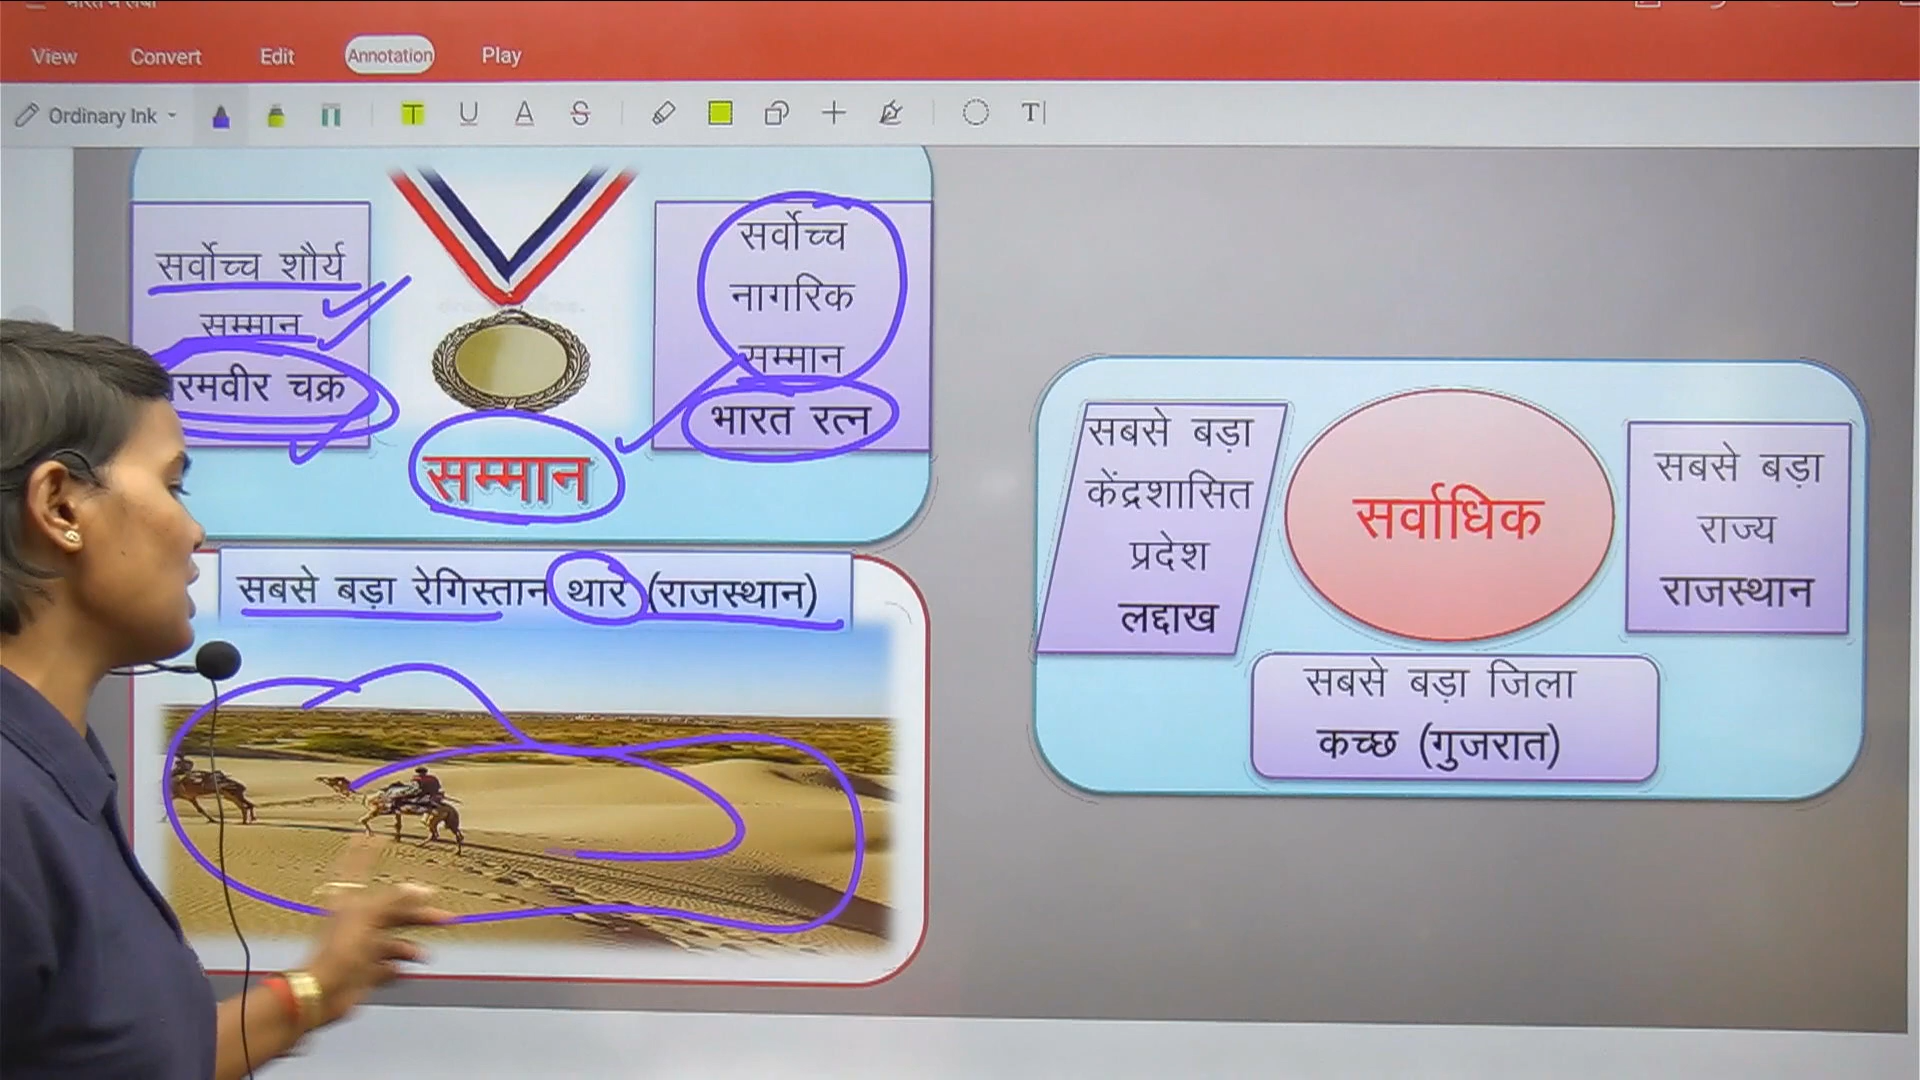 View Convert Edit Annotation Play
Ordinary Ink
सर्वोच्च शौर्य
सम्मान
चक्र
सर्वोच्च
नागरिक
सम्मान
भारत रत्न
सम्मान
सबसे बड़ा रेगिस्तान थार (राजस्थान)
सबसे बड़ा
केंद्रशासित
प्रदेश
लद्दाख
सर्वाधिक
सबसे बड़ा
राज्य
राजस्थान
सबसे बड़ा जिला
कच्छ (गुजरात)